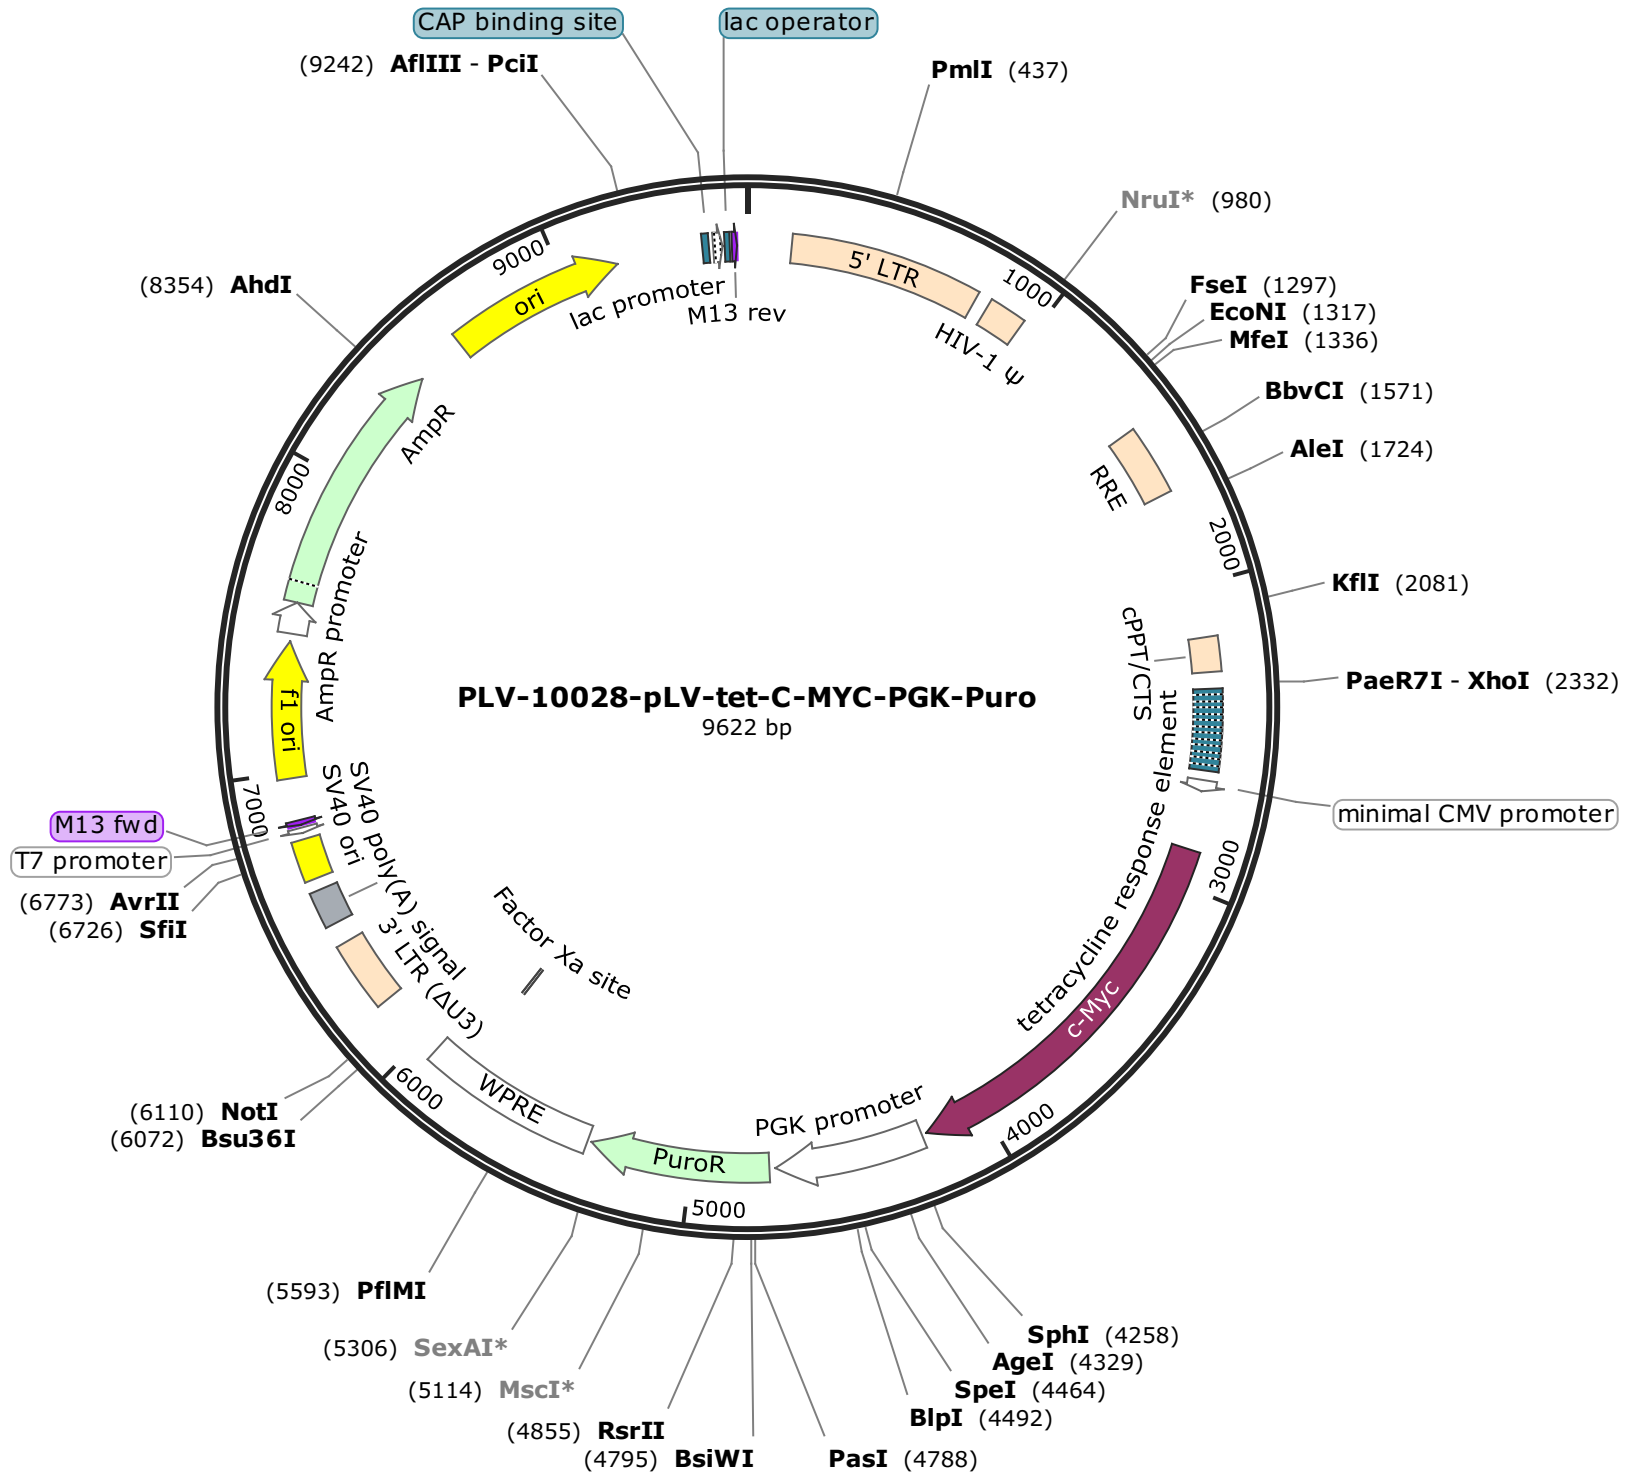 CAP binding site
lac operator
(9242) AflIII - PciI
PmlI (437)
NruI* (980)
1000
9000
5' LTR
FseI (1297)
EcoNI (1317)
MfeI (1336)
(8354) AhdI
ori
lac promoter
M13 rev
HIV-1 Ψ
BbvCI (1571)
AleI (1724)
AmpR
RRE
8000
2000
KflI (2081)
AmpR promoter
cPPT/CTS
PaeR7I - XhoI (2332)
PLV-10028-pLV-tet-C-MYC-PGK-Puro
9622 bp
f1 ori
tetracycline response element
minimal CMV promoter
7000
M13 fwd
T7 promoter
SV40 ori
SV40 poly(A) signal
3000
(6773) AvrII
(6726) SfiI
3' LTR (ΔU3)
Factor Xa site
c-Myc
6000
WPRE
PGK promoter
4000
(6110) NotI
(6072) Bsu36I
PuroR
5000
(5593) PflMI
SphI (4258)
(5306) SexAI*
AgeI (4329)
(5114) MscI*
SpeI (4464)
BlpI (4492)
(4855) RsrII
(4795) BsiWI
PasI (4788)